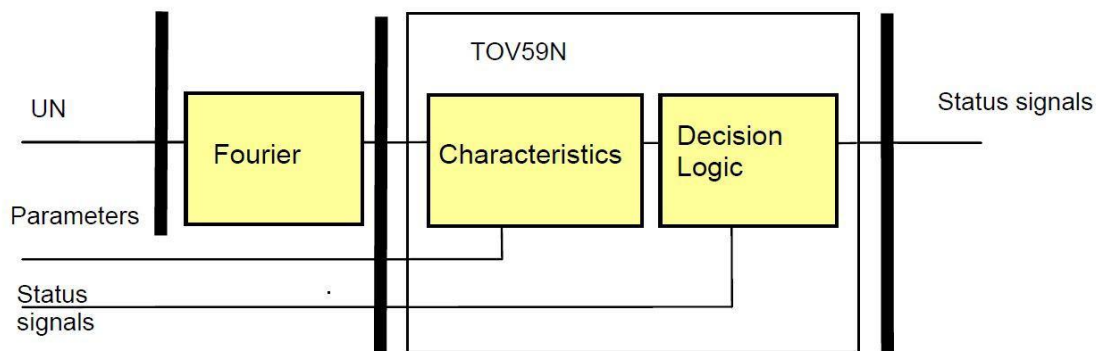 TOV59N
UN
Status signals
Fourier
Characteristics
Decision
Logic
Parameters
Status
signals